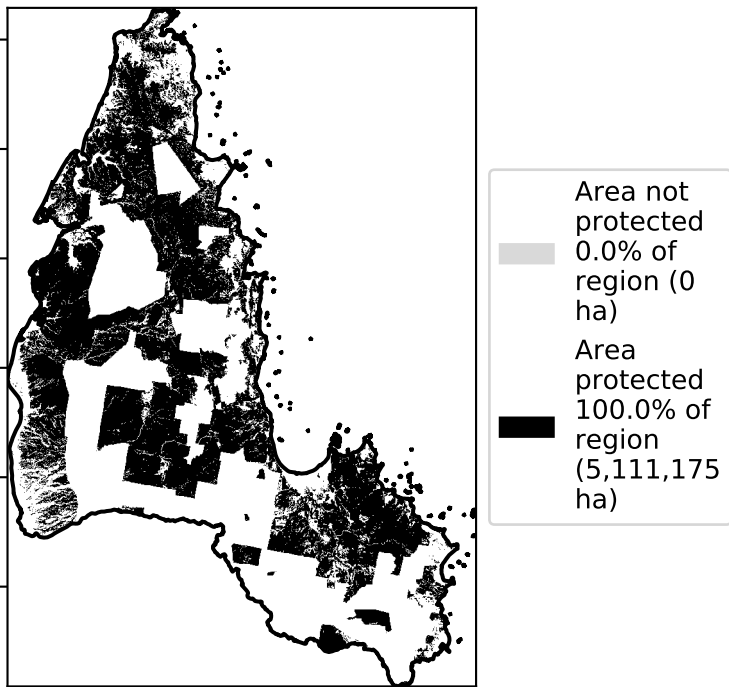 Area not
protected
0.0% of
region (0
ha)
Area
protected
100.0% of
region
(5,111,175
ha)